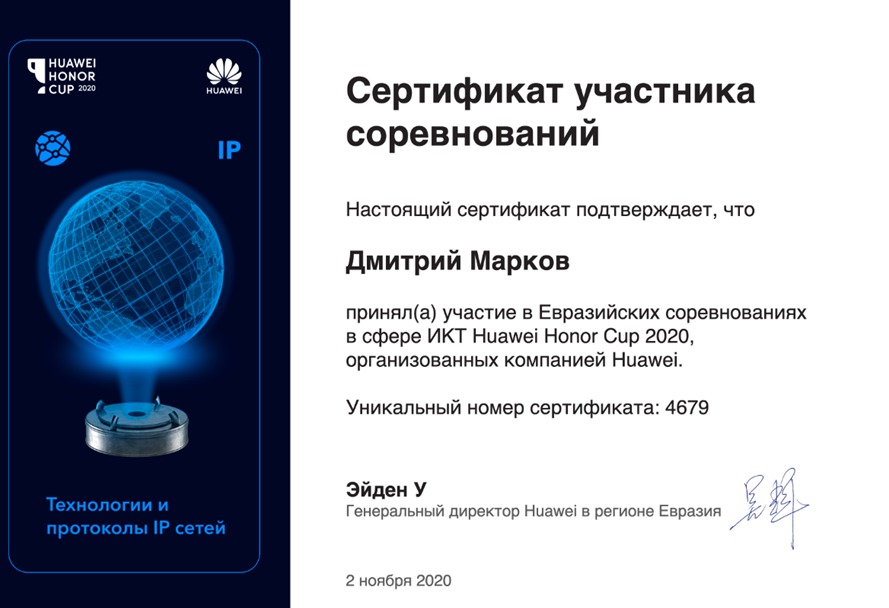 HUAWEI
HONOR
CUP 2020
HUAWEI
IP
Технологии и
протоколы IP сетей
Сертификат участника
соревнований
Настоящий сертификат подтверждает, что
Дмитрий Марков
принял(а) участие в Евразийских соревнованиях
в сфере ИКТ Huawei Honor Cup 2020,
организованных компанией Huawei.
Уникальный номер сертификата: 4679
Эйден У
Генеральный директор Huawei в регионе Евразия
2 ноября 2020